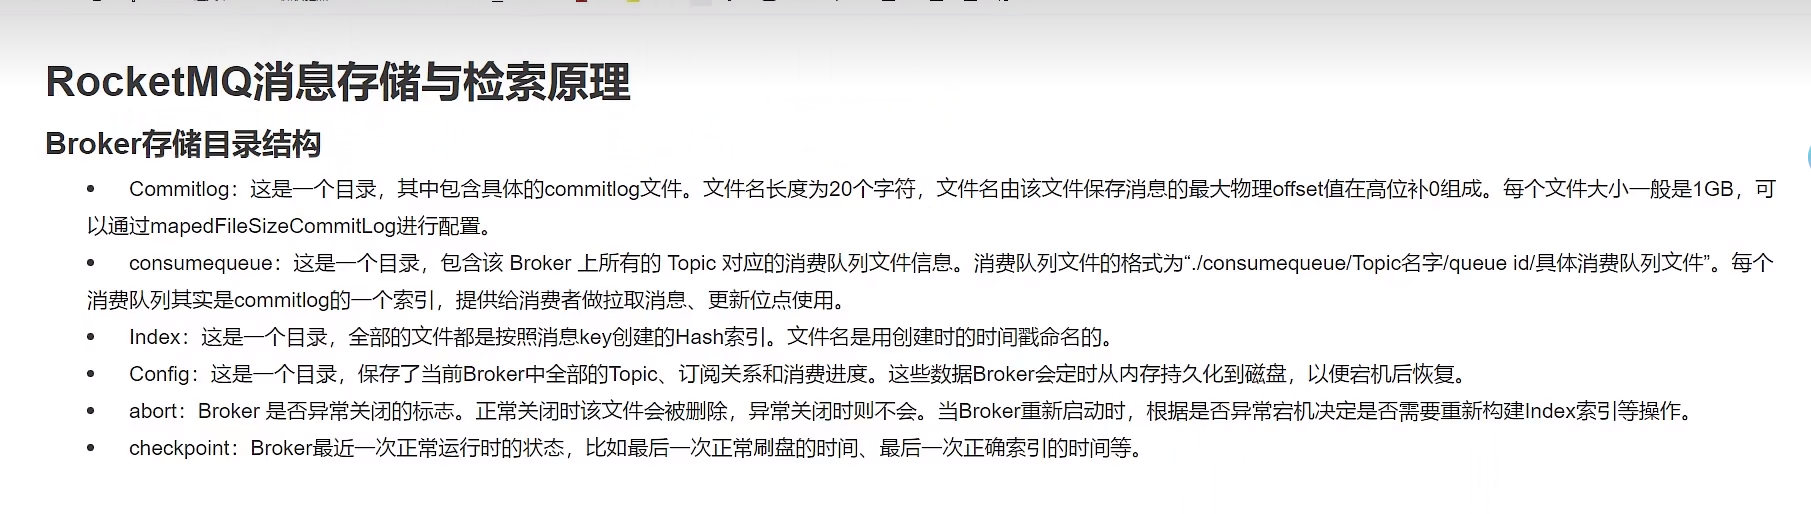 RocketMQ消息存储与检索原理
Broker存储目录结构
• Commitlog：这是一个目录，其中包含具体的commitlog文件。文件名长度为20个字符，文件名由该文件保存消息的最大物理offset值在高位补0组成。每个文件大小一般是1GB，可
以通过mapedFileSizeCommitLog进行配置。
• consumequeue：这是一个目录，包含该 Broker 上所有的 Topic 对应的消费队列文件信息。消费队列文件的格式为“./consumequeue/Topic名字/queue id/具体消费队列文件”。每个
消费队列其实是commitlog的一个索引，提供给消费者做拉取消息、更新位点使用。
• Index：这是一个目录，全部的文件都是按照消息key创建的Hash索引。文件名是用创建时的时间戳命名的。
• Config：这是一个目录，保存了当前Broker中全部的Topic、订阅关系和消费进度。这些数据Broker会定时从内存持久化到磁盘，以便宕机后恢复。
• abort：Broker 是否异常关闭的标志。正常关闭时该文件会被删除，异常关闭时则不会。当Broker重新启动时，根据是否异常宕机决定是否需要重新构建Index索引等操作。
• checkpoint：Broker最近一次正常运行时的状态，比如最后一次正常刷盘的时间、最后一次正确索引的时间等。